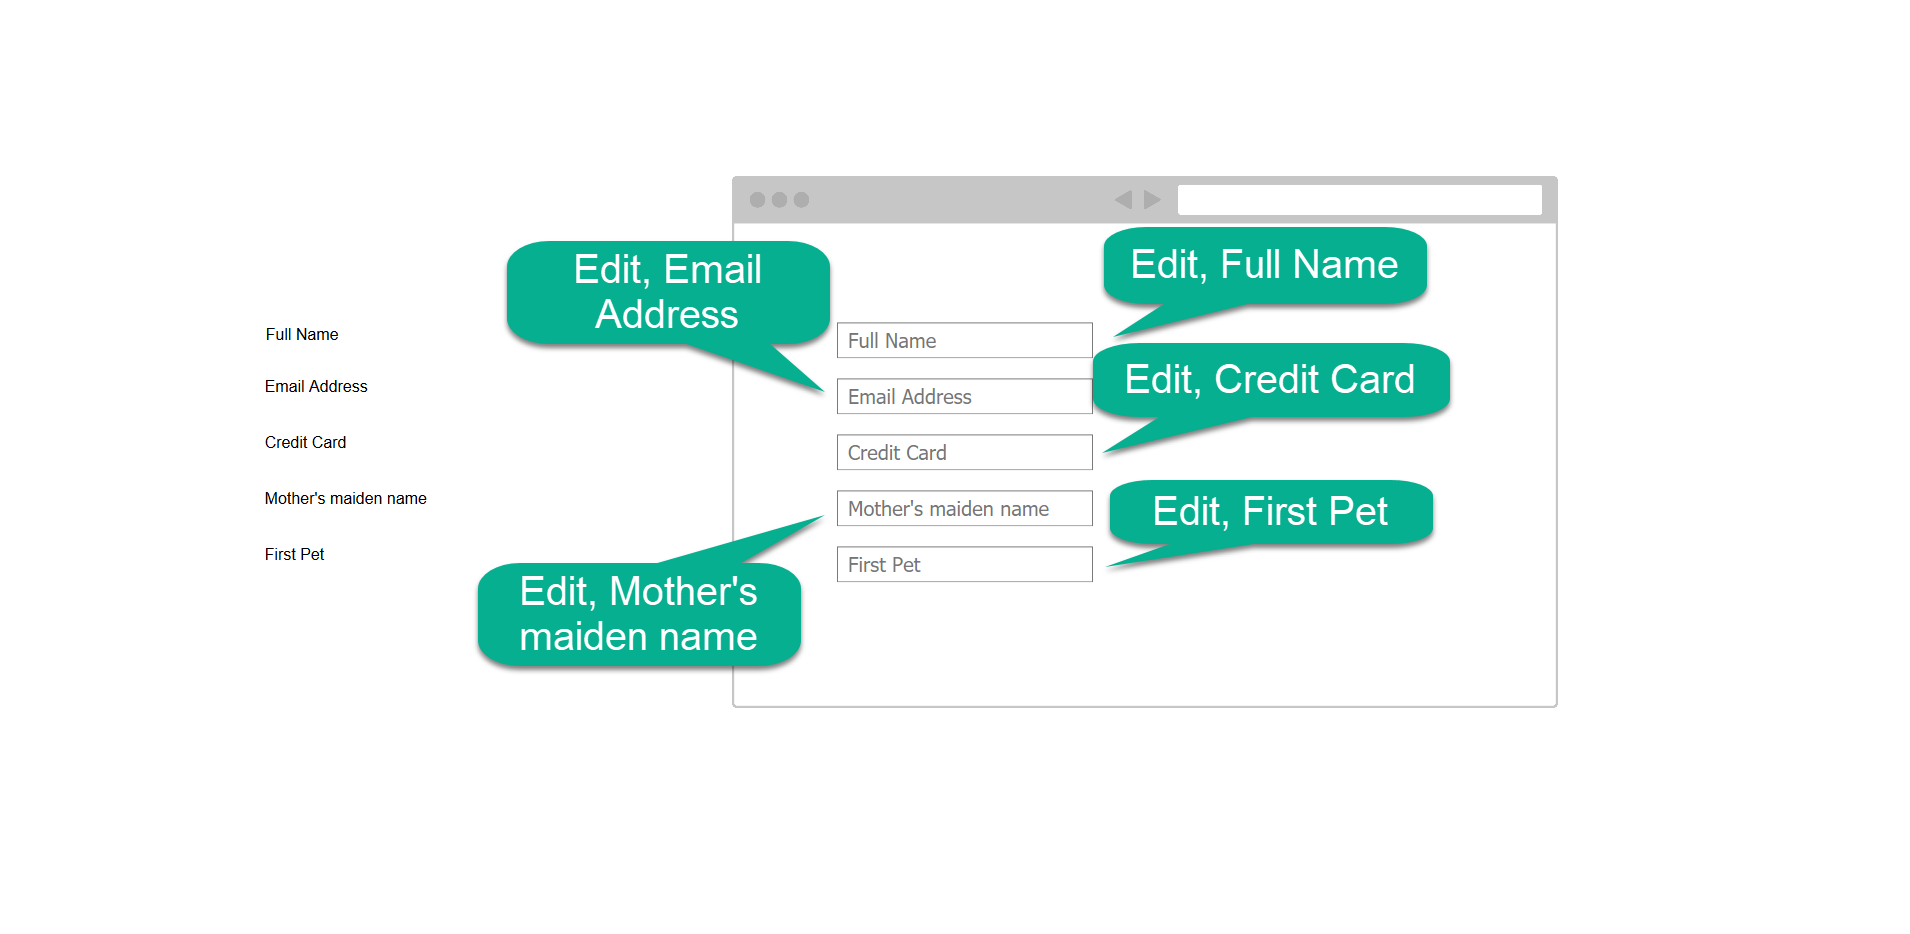 Full Name
Email Address
Credit Card
Mother's maiden name
First Pet
Edit, Email
Address
Edit, Mother's
maiden name
Full Name
Email Address
Credit Card
Mother's maiden name
First Pet
Edit, Full Name
Edit, Credit Card
Edit, First Pet